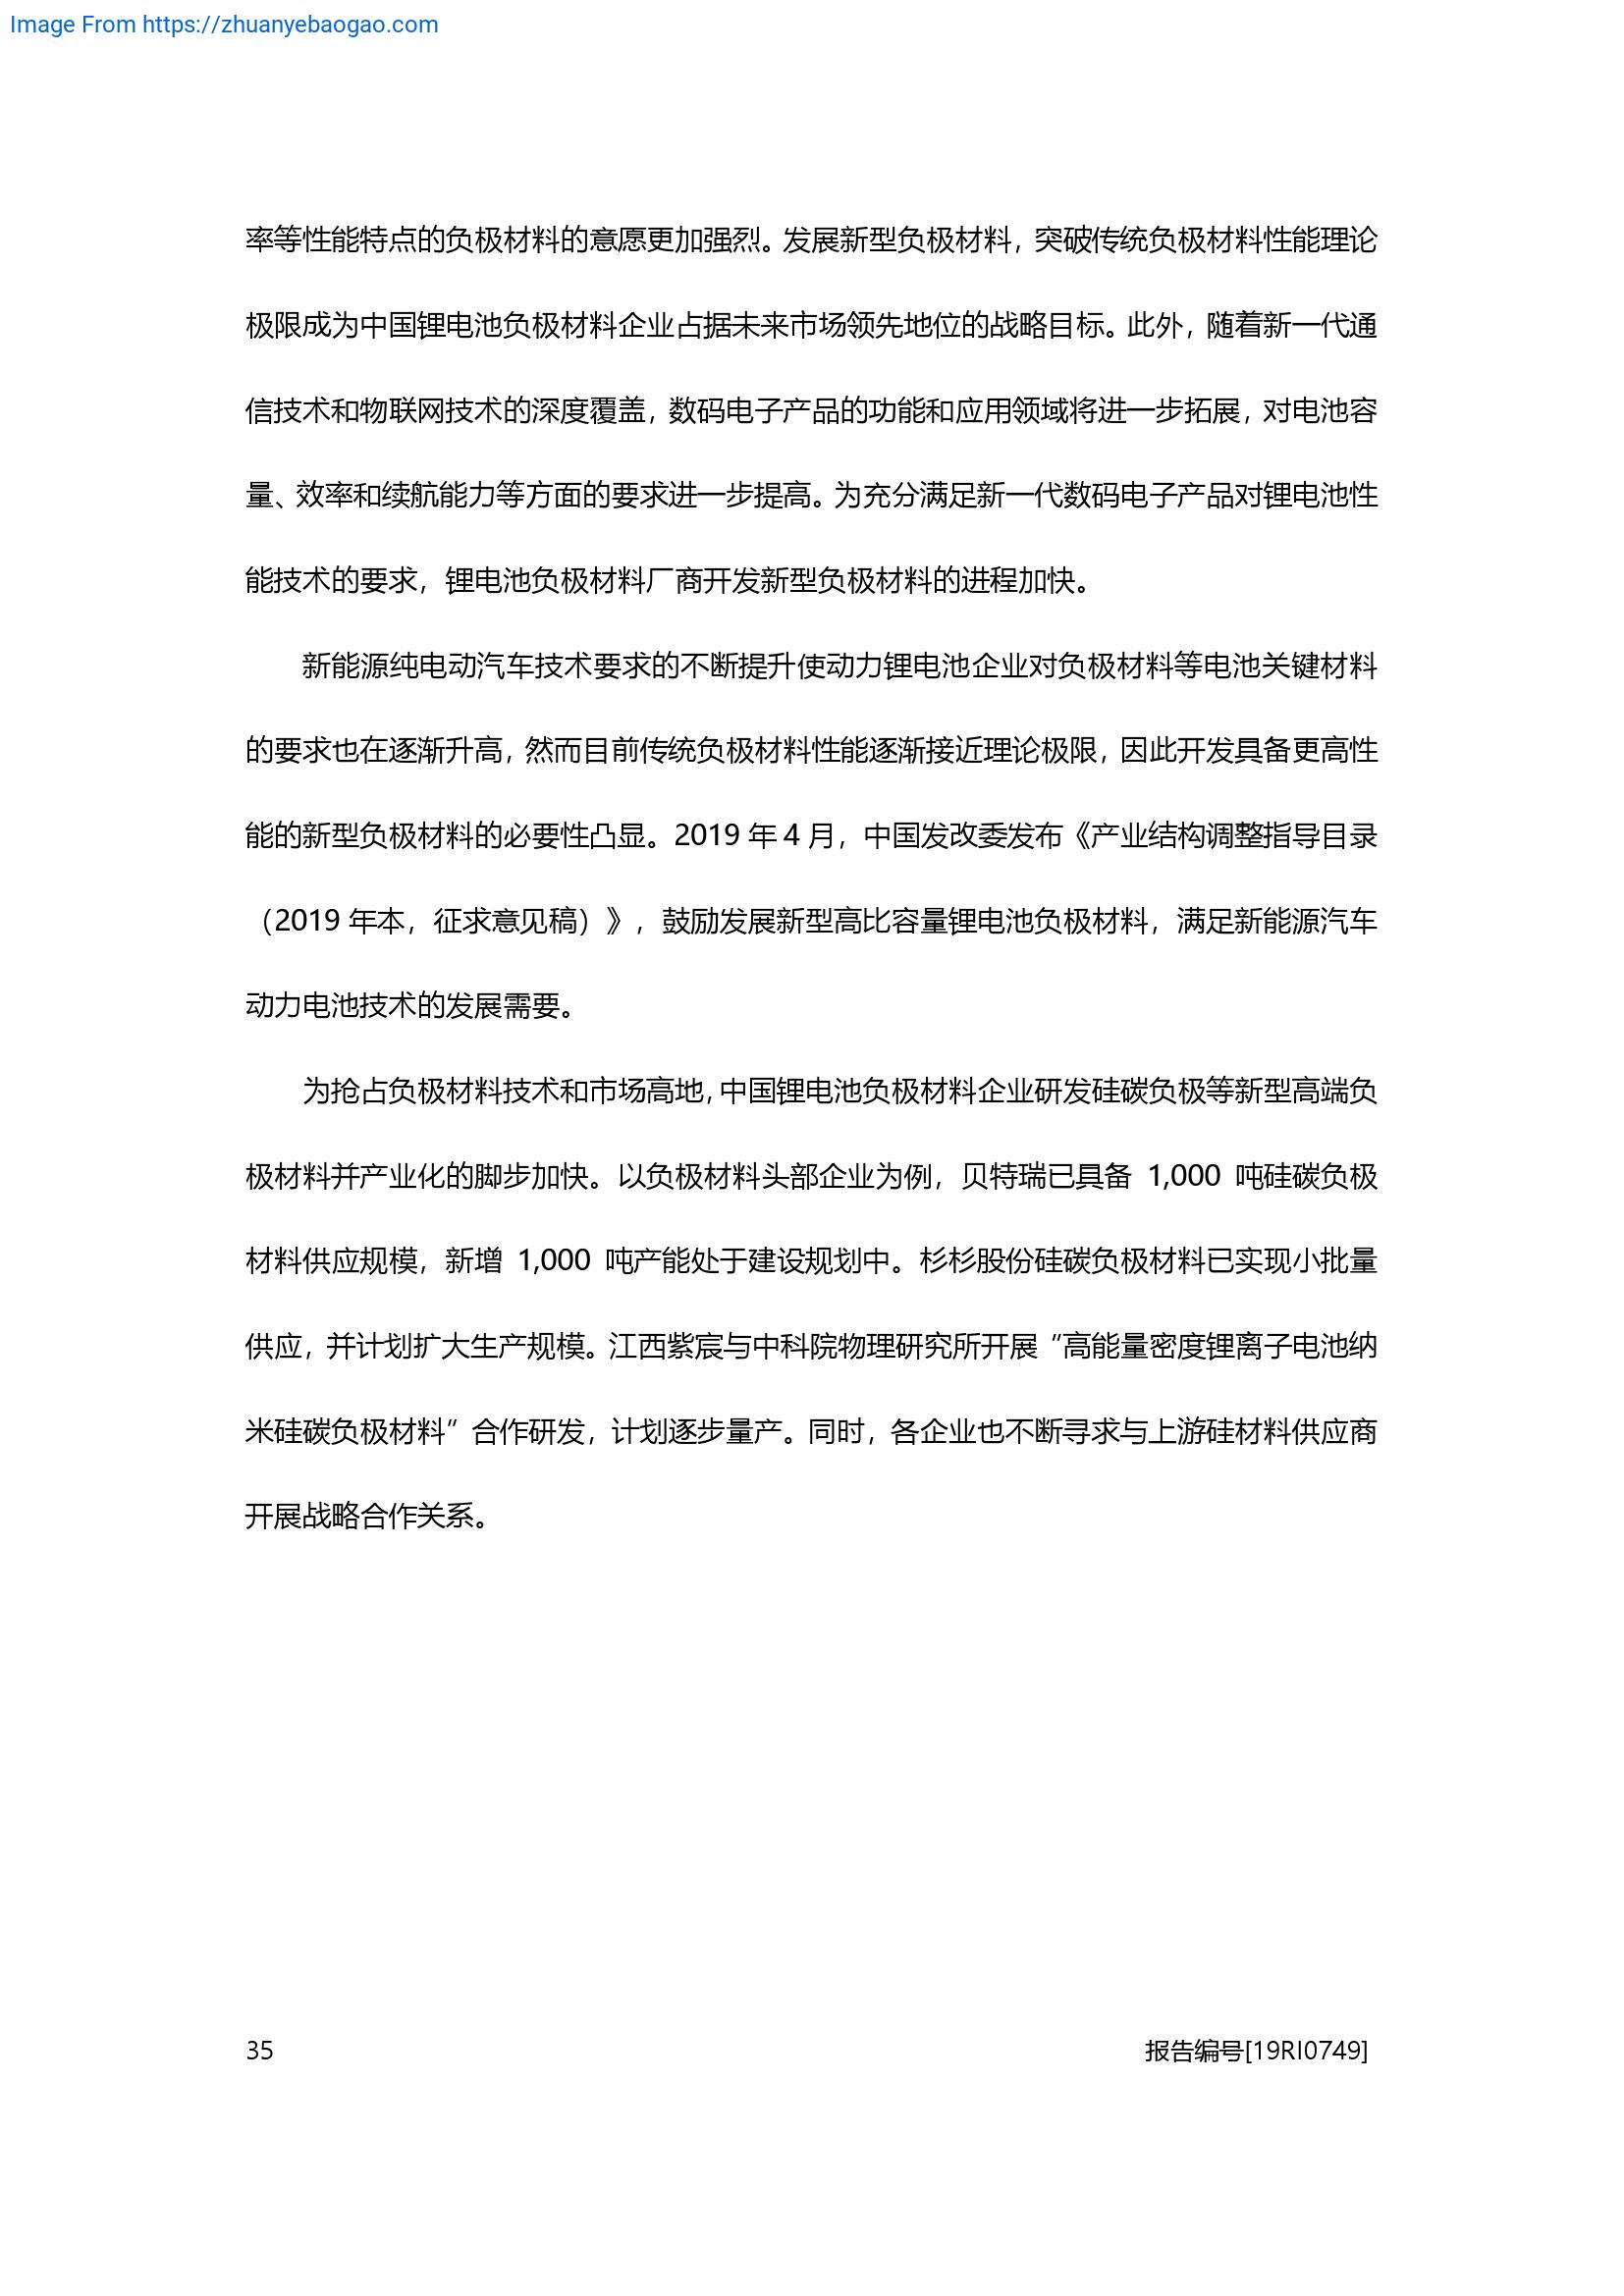 Image From https://zhuanyebaogao.com
率等性能特点的负极材料的意愿更加强烈。发展新型负极材料，突破传统负极材料性能理论
极限成为中国锂电池负极材料企业占据未来市场领先地位的战略目标。此外，随着新一代通
信技术和物联网技术的深度覆盖，数码电子产品的功能和应用领域将进一步拓展，对电池容
量、效率和续航能力等方面的要求进一步提高。为充分满足新一代数码电子产品对锂电池性
能技术的要求，锂电池负极材料厂商开发新型负极材料的进程加快。
新能源纯电动汽车技术要求的不断提升使动力锂电池企业对负极材料等电池关键材料
的要求也在逐渐升高，然而目前传统负极材料性能逐渐接近理论极限，因此开发具备更高性
能的新型负极材料的必要性凸显。2019 年 4 月，中国发改委发布《产业结构调整指导目录
（2019 年本，征求意见稿）》，鼓励发展新型高比容量锂电池负极材料，满足新能源汽车
动力电池技术的发展需要。
为抢占负极材料技术和市场高地，中国锂电池负极材料企业研发硅碳负极等新型高端负
极材料并产业化的脚步加快。以负极材料头部企业为例，贝特瑞已具备 1,000 吨硅碳负极
材料供应规模，新增 1,000 吨产能处于建设规划中。杉杉股份硅碳负极材料已实现小批量
供应，并计划扩大生产规模。江西紫宸与中科院物理研究所开展“高能量密度锂离子电池纳
米硅碳负极材料”合作研发，计划逐步量产。同时，各企业也不断寻求与上游硅材料供应商
开展战略合作关系。
35 报告编号[19RI0749]